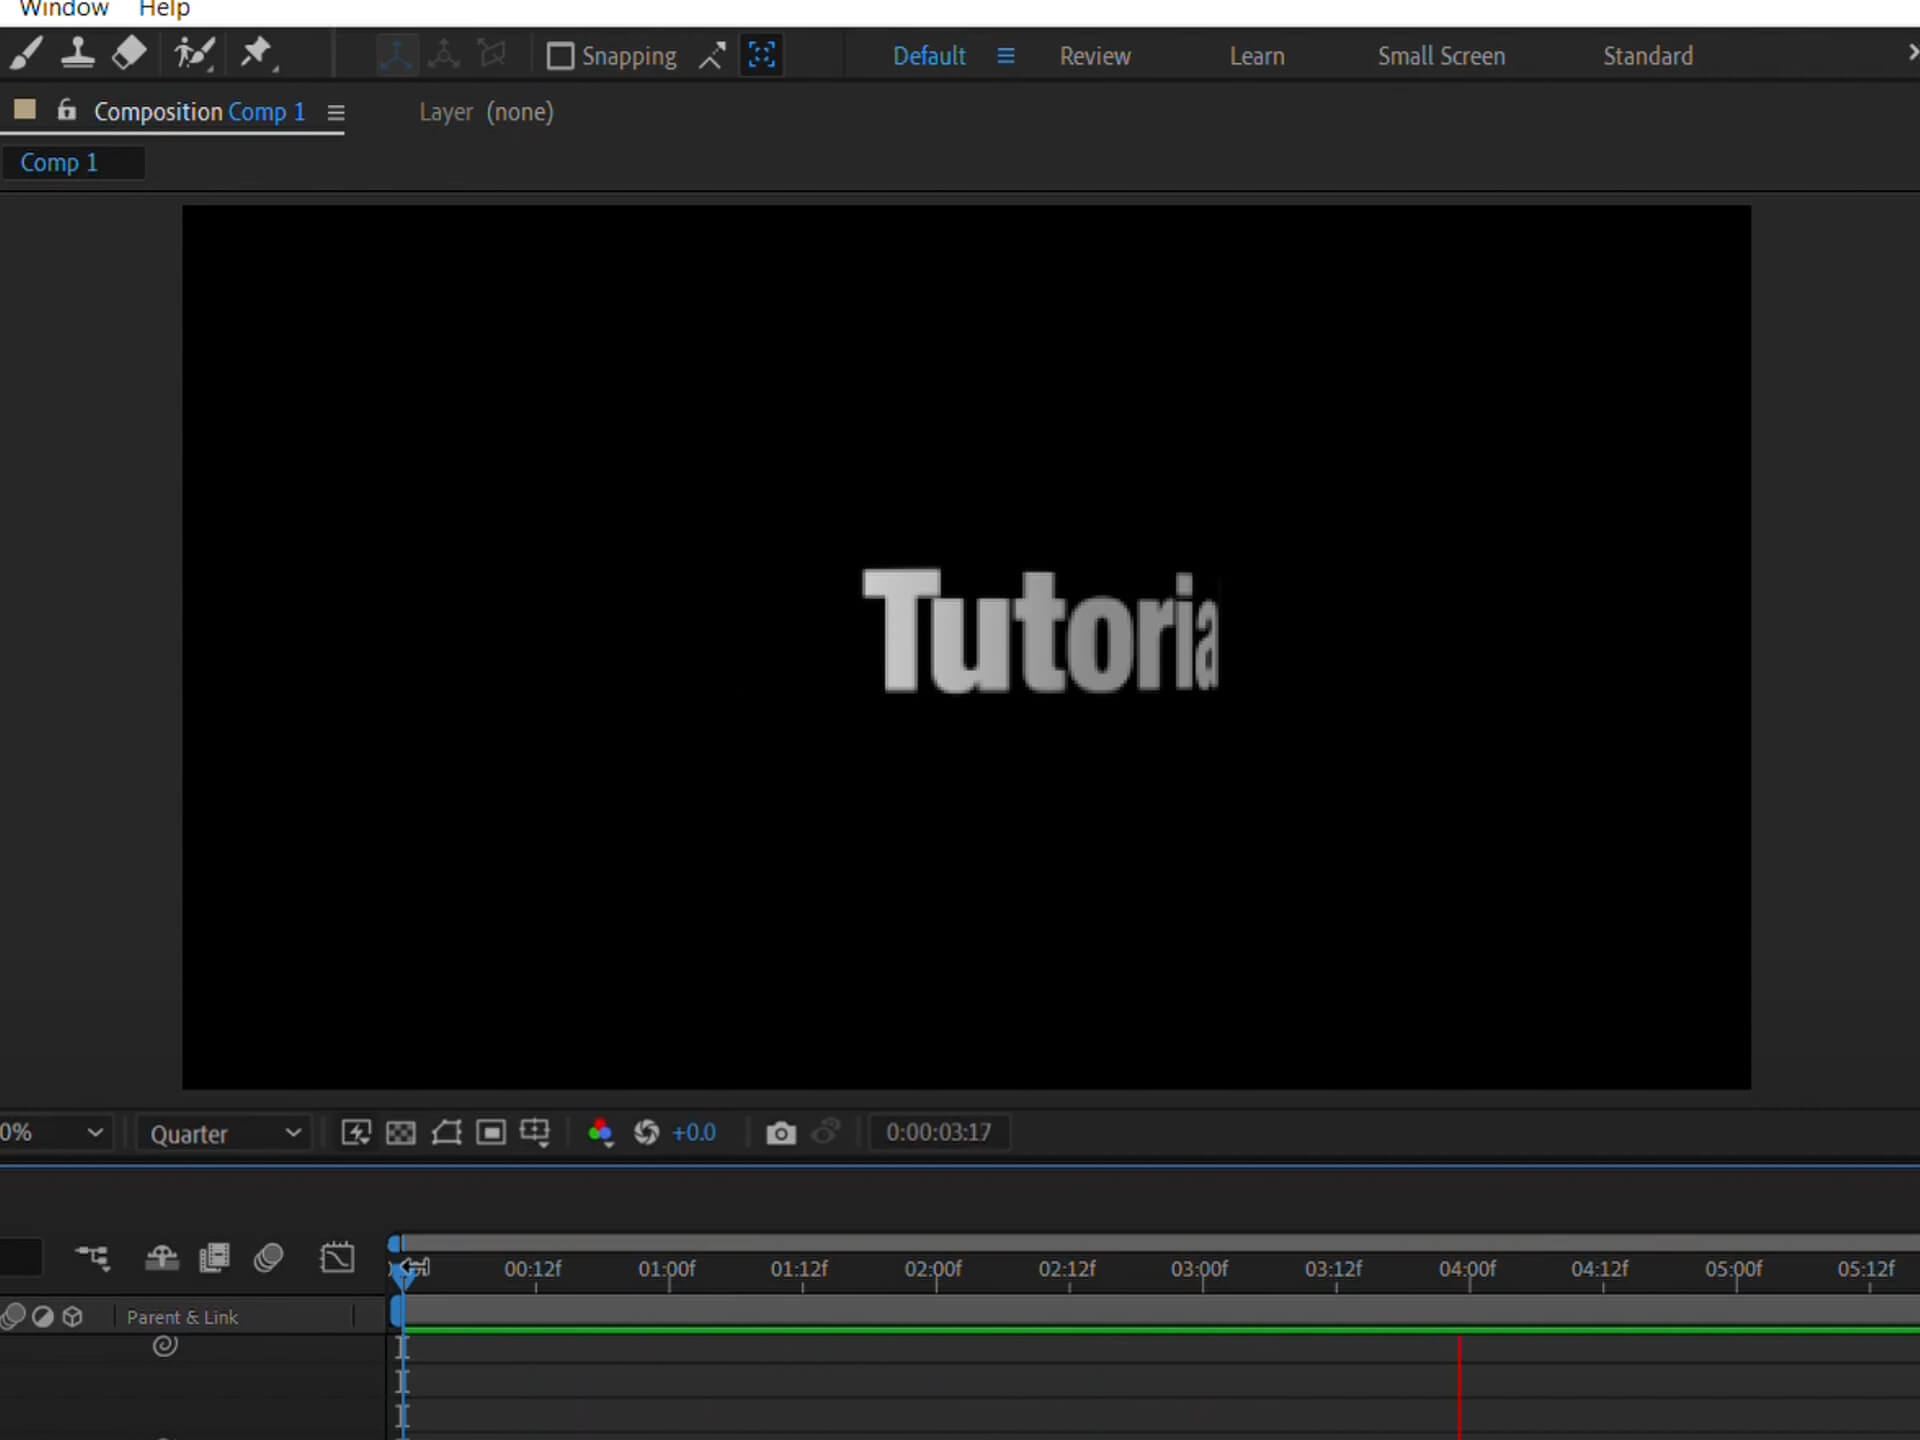 Window Help
Snapping Default Review Learn Small Screen Standard
Composition Comp 1 Layer (none)
Comp 1
Tutoria
0% Quarter +0.0 0:00:03:17
00:12f 01:00f 01:12f 02:00f 02:12f 03:00f 03:12f 04:00f 04:12f 05:00f 05:12f
Parent & Link